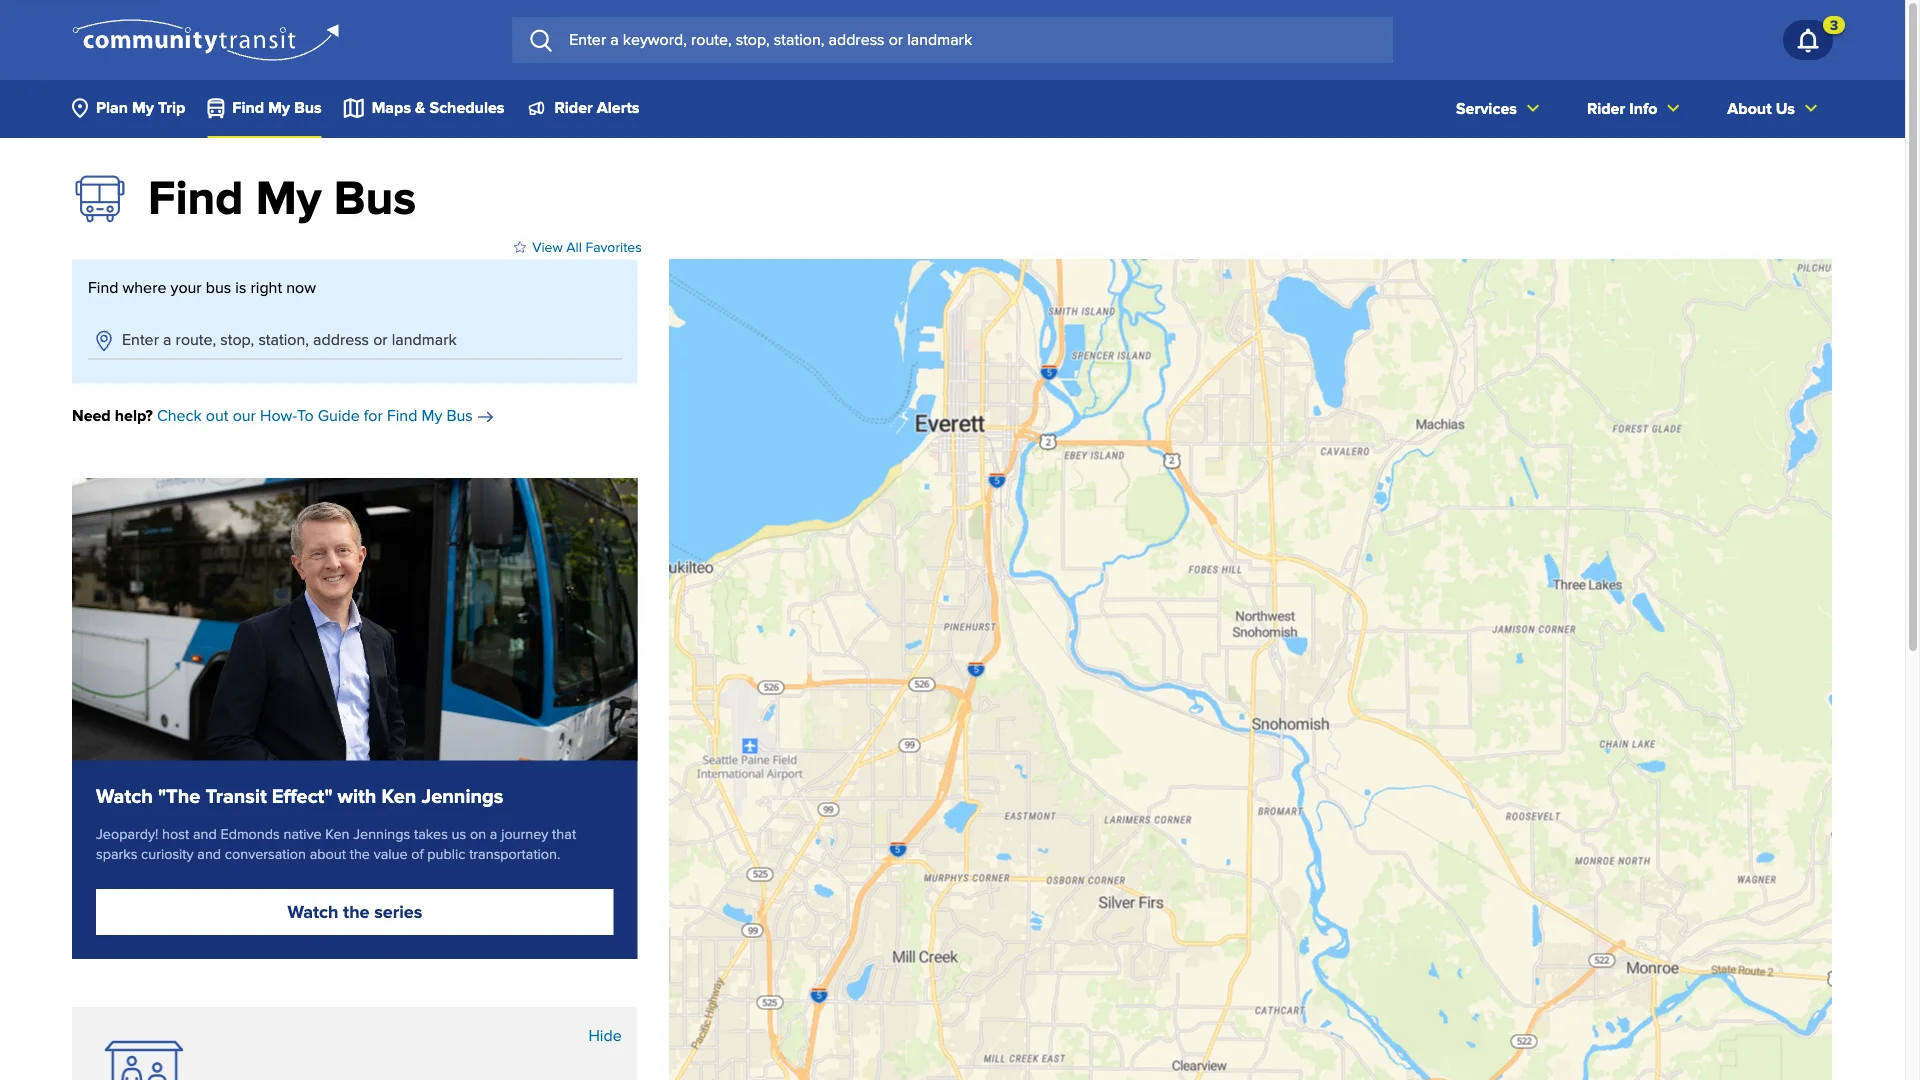 communitytransit
Enter a keyword, route, stop, station, address or landmark
3
Plan My Trip
Find My Bus
Maps & Schedules
Rider Alerts
Services
Rider Info
About Us
Find My Bus
View All Favorites
Find where your bus is right now
Enter a route, stop, station, address or landmark
Need help? Check out our How-To Guide for Find My Bus
Watch "The Transit Effect" with Ken Jennings
Jeopardy! host and Edmonds native Ken Jennings takes us on a journey that
sparks curiosity and conversation about the value of public transportation.
Watch the series
Hide
PILCHU
SMITH ISLAND
SPENCER ISLAND
5
Everett
2
EBEY ISLAND
2
CAVALERO
Machias
FOREST GLADE
5
ukilteo
FOBES HILL
Three Lakes
Northwest
Snohomish
PINEHURST
JAMISON CORNER
5
526
526
Snohomish
99
CHAIN LAKE
Seattle Paine Field
International Airport
99
EASTMONT
LARIMERS CORNER
BROMART
ROOSEVELT
5
MONROE NORTH
525
MURPHYS CORNER
OSBORN CORNER
WAGNER
Silver Firs
99
Mill Creek
522
Monroe
State Route 2
525
5
Pacific Highway
CATHCART
522
MILL CREEK EAST
Clearview